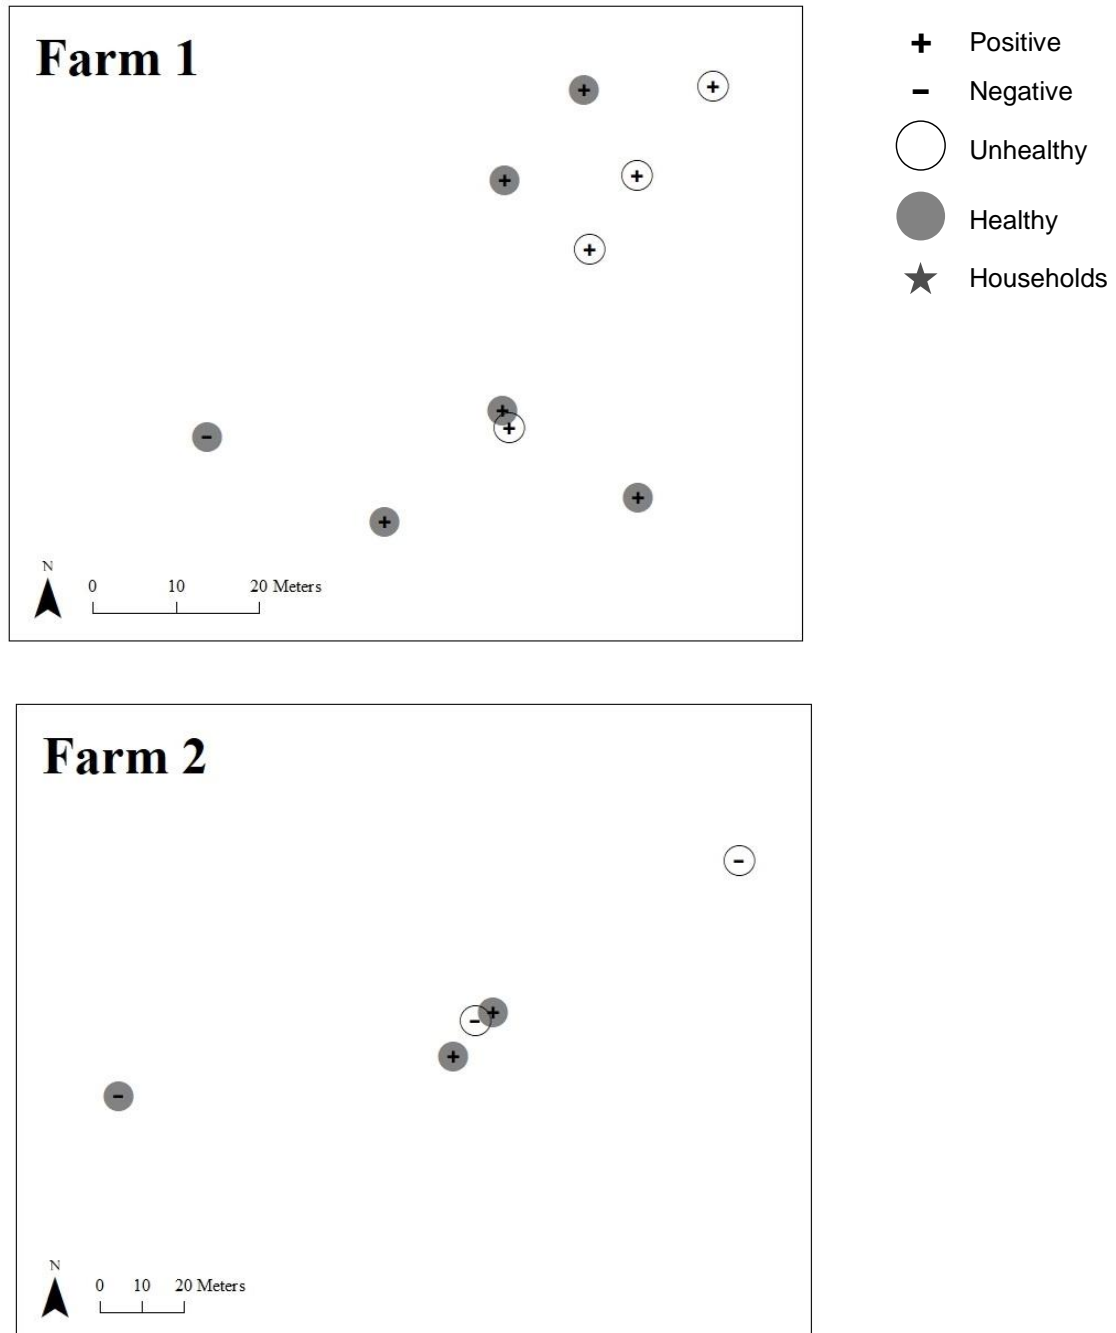 Farm 1
+ Positive
- Negative
Unhealthy
Healthy
Households
+ +
+ +
+
+
- +
+
+
N
0 10 20 Meters
Farm 2
-
+
-
+
-
N
0 10 20 Meters